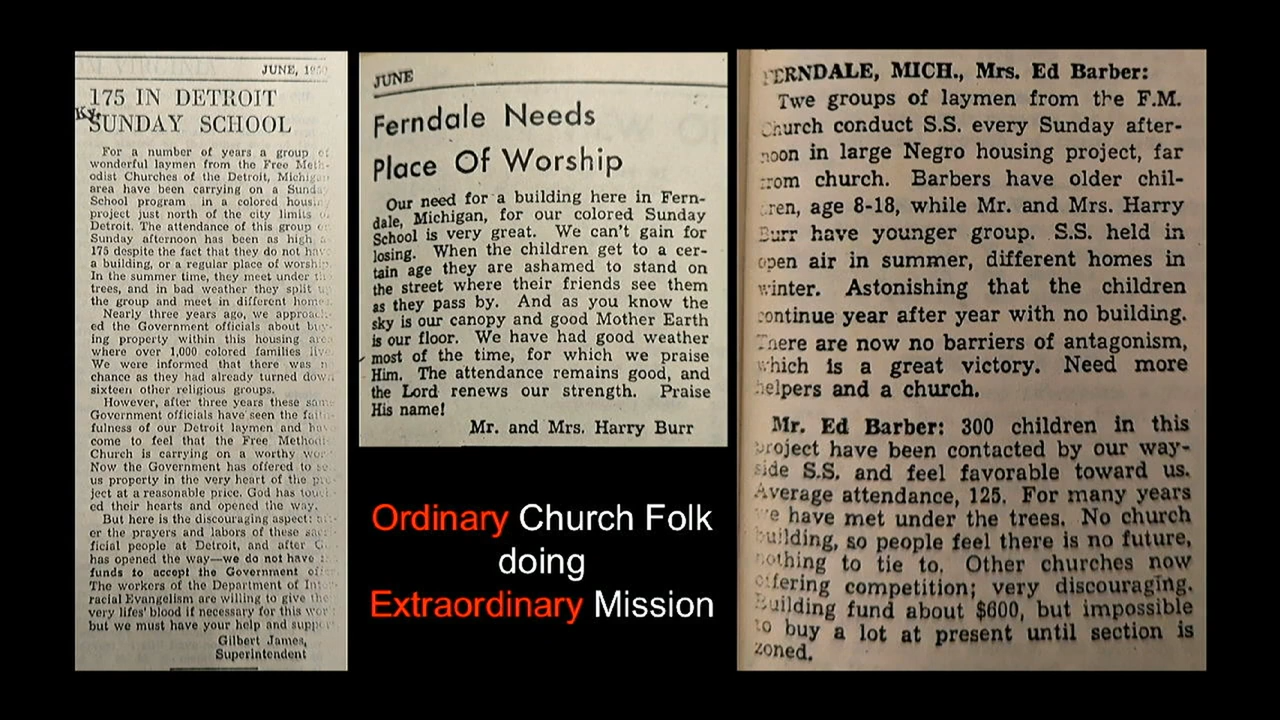 JUNE, 1950
175 IN DETROIT
SUNDAY SCHOOL
For a number of years a group of
wonderful laymen from the Free Meth-
odist Churches of the Detroit, Michigan
area have been carrying on a Sunday
School program in a colored housing
project just north of the city limits of
Detroit. The attendance of this group on
Sunday afternoon has been as high as
175 despite the fact that they do not have
a building, or a regular place of worship.
In the summer time, they meet under the
trees, and in bad weather they split up
the group and meet in different homes.
Nearly three years ago, we approach-
ed the Government officials about buy-
ing property within this housing area
where over 1,000 colored families live.
We were informed that there was no
chance as they had already turned down
sixteen other religious groups.
However, after three years these same
Government officials have seen the faith-
fulness of our Detroit laymen and have
come to feel that the Free Methodist
Church is carrying on a worthy work.
Now the Government has offered to sell
us property in the very heart of the pro-
ject at a reasonable price. God has touch-
ed their hearts and opened the way.
But here is the discouraging aspect: aft-
er the prayers and labors of these sacri-
ficial people at Detroit, and after God
has opened the way—we do not have the
funds to accept the Government offer.
The workers of the Department of Inter-
racial Evangelism are willing to give their
very lifes' blood if necessary for this work
but we must have your help and support.
Gilbert James,
Superintendent
JUNE
Ferndale Needs
Place Of Worship
Our need for a building here in Fern-
dale, Michigan, for our colored Sunday
School is very great. We can't gain for
losing. When the children get to a cer-
tain age they are ashamed to stand on
the street where their friends see them
as they pass by. And as you know the
sky is our canopy and good Mother Earth
is our floor. We have had good weather
most of the time, for which we praise
Him. The attendance remains good, and
the Lord renews our strength. Praise
His name!
Mr. and Mrs. Harry Burr
Ordinary Church Folk
doing
Extraordinary Mission
FERNDALE, MICH., Mrs. Ed Barber:
Two groups of laymen from the F.M.
Church conduct S.S. every Sunday after-
noon in large Negro housing project, far
from church. Barbers have older chil-
dren, age 8-18, while Mr. and Mrs. Harry
Burr have younger group. S.S. held in
open air in summer, different homes in
winter. Astonishing that the children
continue year after year with no building.
There are now no barriers of antagonism,
which is a great victory. Need more
helpers and a church.
Mr. Ed Barber: 300 children in this
project have been contacted by our way-
side S.S. and feel favorable toward us.
Average attendance, 125. For many years
we have met under the trees. No church
building, so people feel there is no future,
nothing to tie to. Other churches now
offering competition; very discouraging.
Building fund about $600, but impossible
to buy a lot at present until section is
zoned.